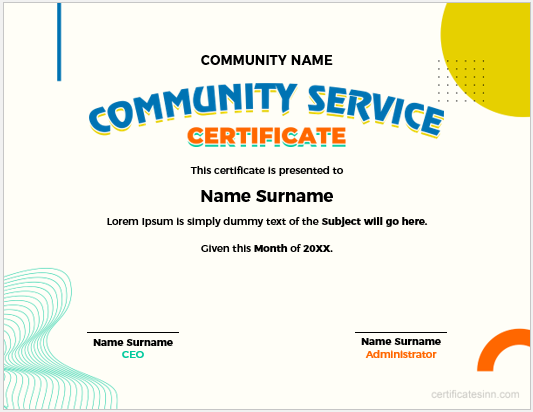 COMMUNITY NAME
COMMUNITY SERVICE
CERTIFICATE
This certificate is presented to
Name Surname
Lorem Ipsum is simply dummy text of the Subject will go here.
Given this Month of 20XX.
Name Surname
CEO
Name Surname
Administrator
certificatesinn.com